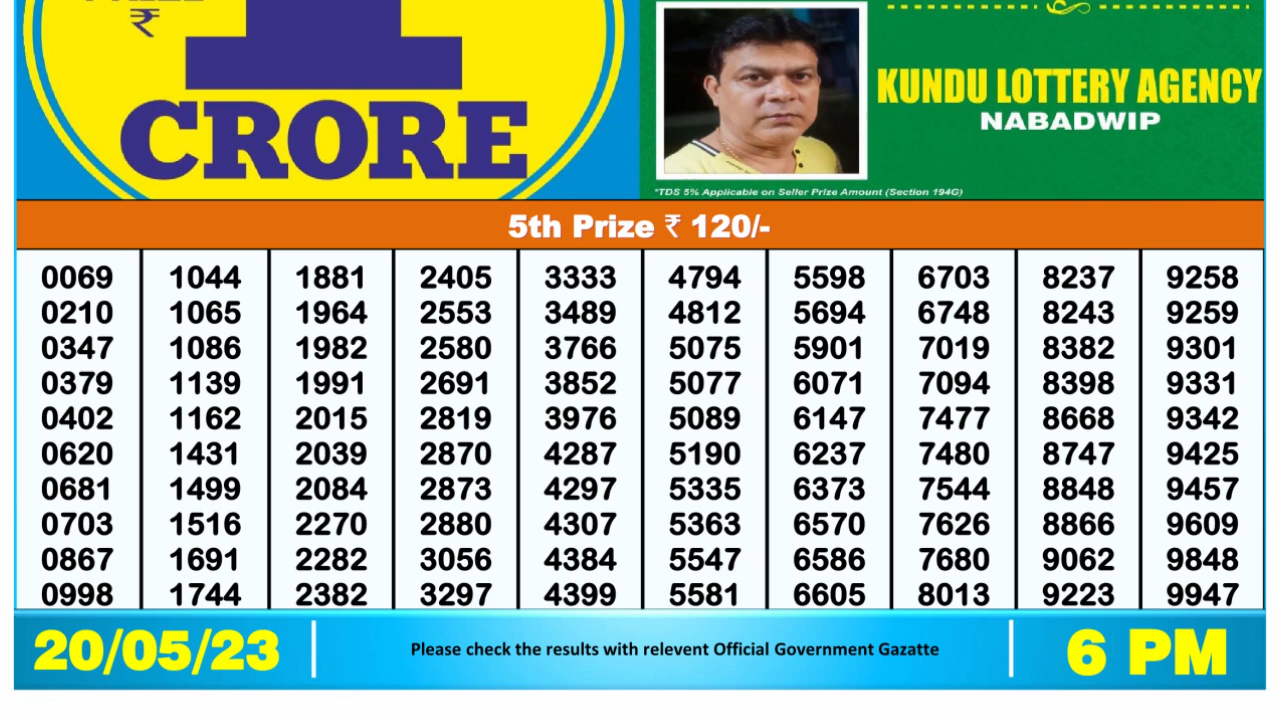 ₹
CRORE
KUNDU LOTTERY AGENCY
NABADWIP
*TDS 5% Applicable on Seller Prize Amount (Section 194G)
5th Prize ₹ 120/-
0069 1044 1881 2405 3333 4794 5598 6703 8237 9258
0210 1065 1964 2553 3489 4812 5694 6748 8243 9259
0347 1086 1982 2580 3766 5075 5901 7019 8382 9301
0379 1139 1991 2691 3852 5077 6071 7094 8398 9331
0402 1162 2015 2819 3976 5089 6147 7477 8668 9342
0620 1431 2039 2870 4287 5190 6237 7480 8747 9425
0681 1499 2084 2873 4297 5335 6373 7544 8848 9457
0703 1516 2270 2880 4307 5363 6570 7626 8866 9609
0867 1691 2282 3056 4384 5547 6586 7680 9062 9848
0998 1744 2382 3297 4399 5581 6605 8013 9223 9947
20/05/23 Please check the results with relevent Official Government Gazatte 6 PM